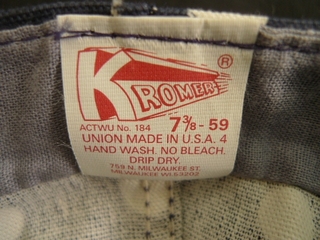 KROMER ®
ACTWU No. 184 7⅜ - 59
UNION MADE IN U.S.A. 4
HAND WASH. NO BLEACH.
DRIP DRY.
759 N. MILWAUKEE ST.
MILWAUKEE WI.53202